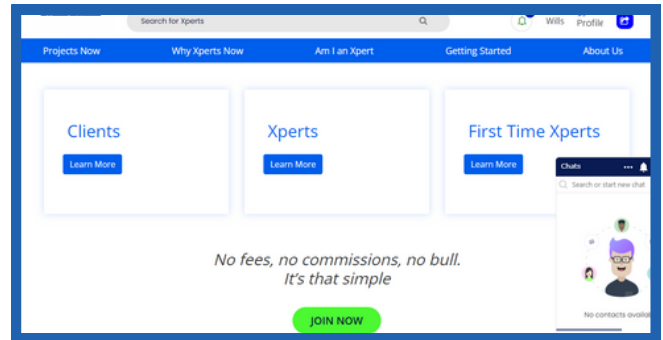 Search for Xperts
Wills Profile
Projects Now Why Xperts Now Am I an Xpert Getting Started About Us
Clients Xperts First Time Xperts
Learn More Learn More Learn More
Chats
Search or start new chat
No contacts availa
No fees, no commissions, no bull.
It's that simple
JOIN NOW